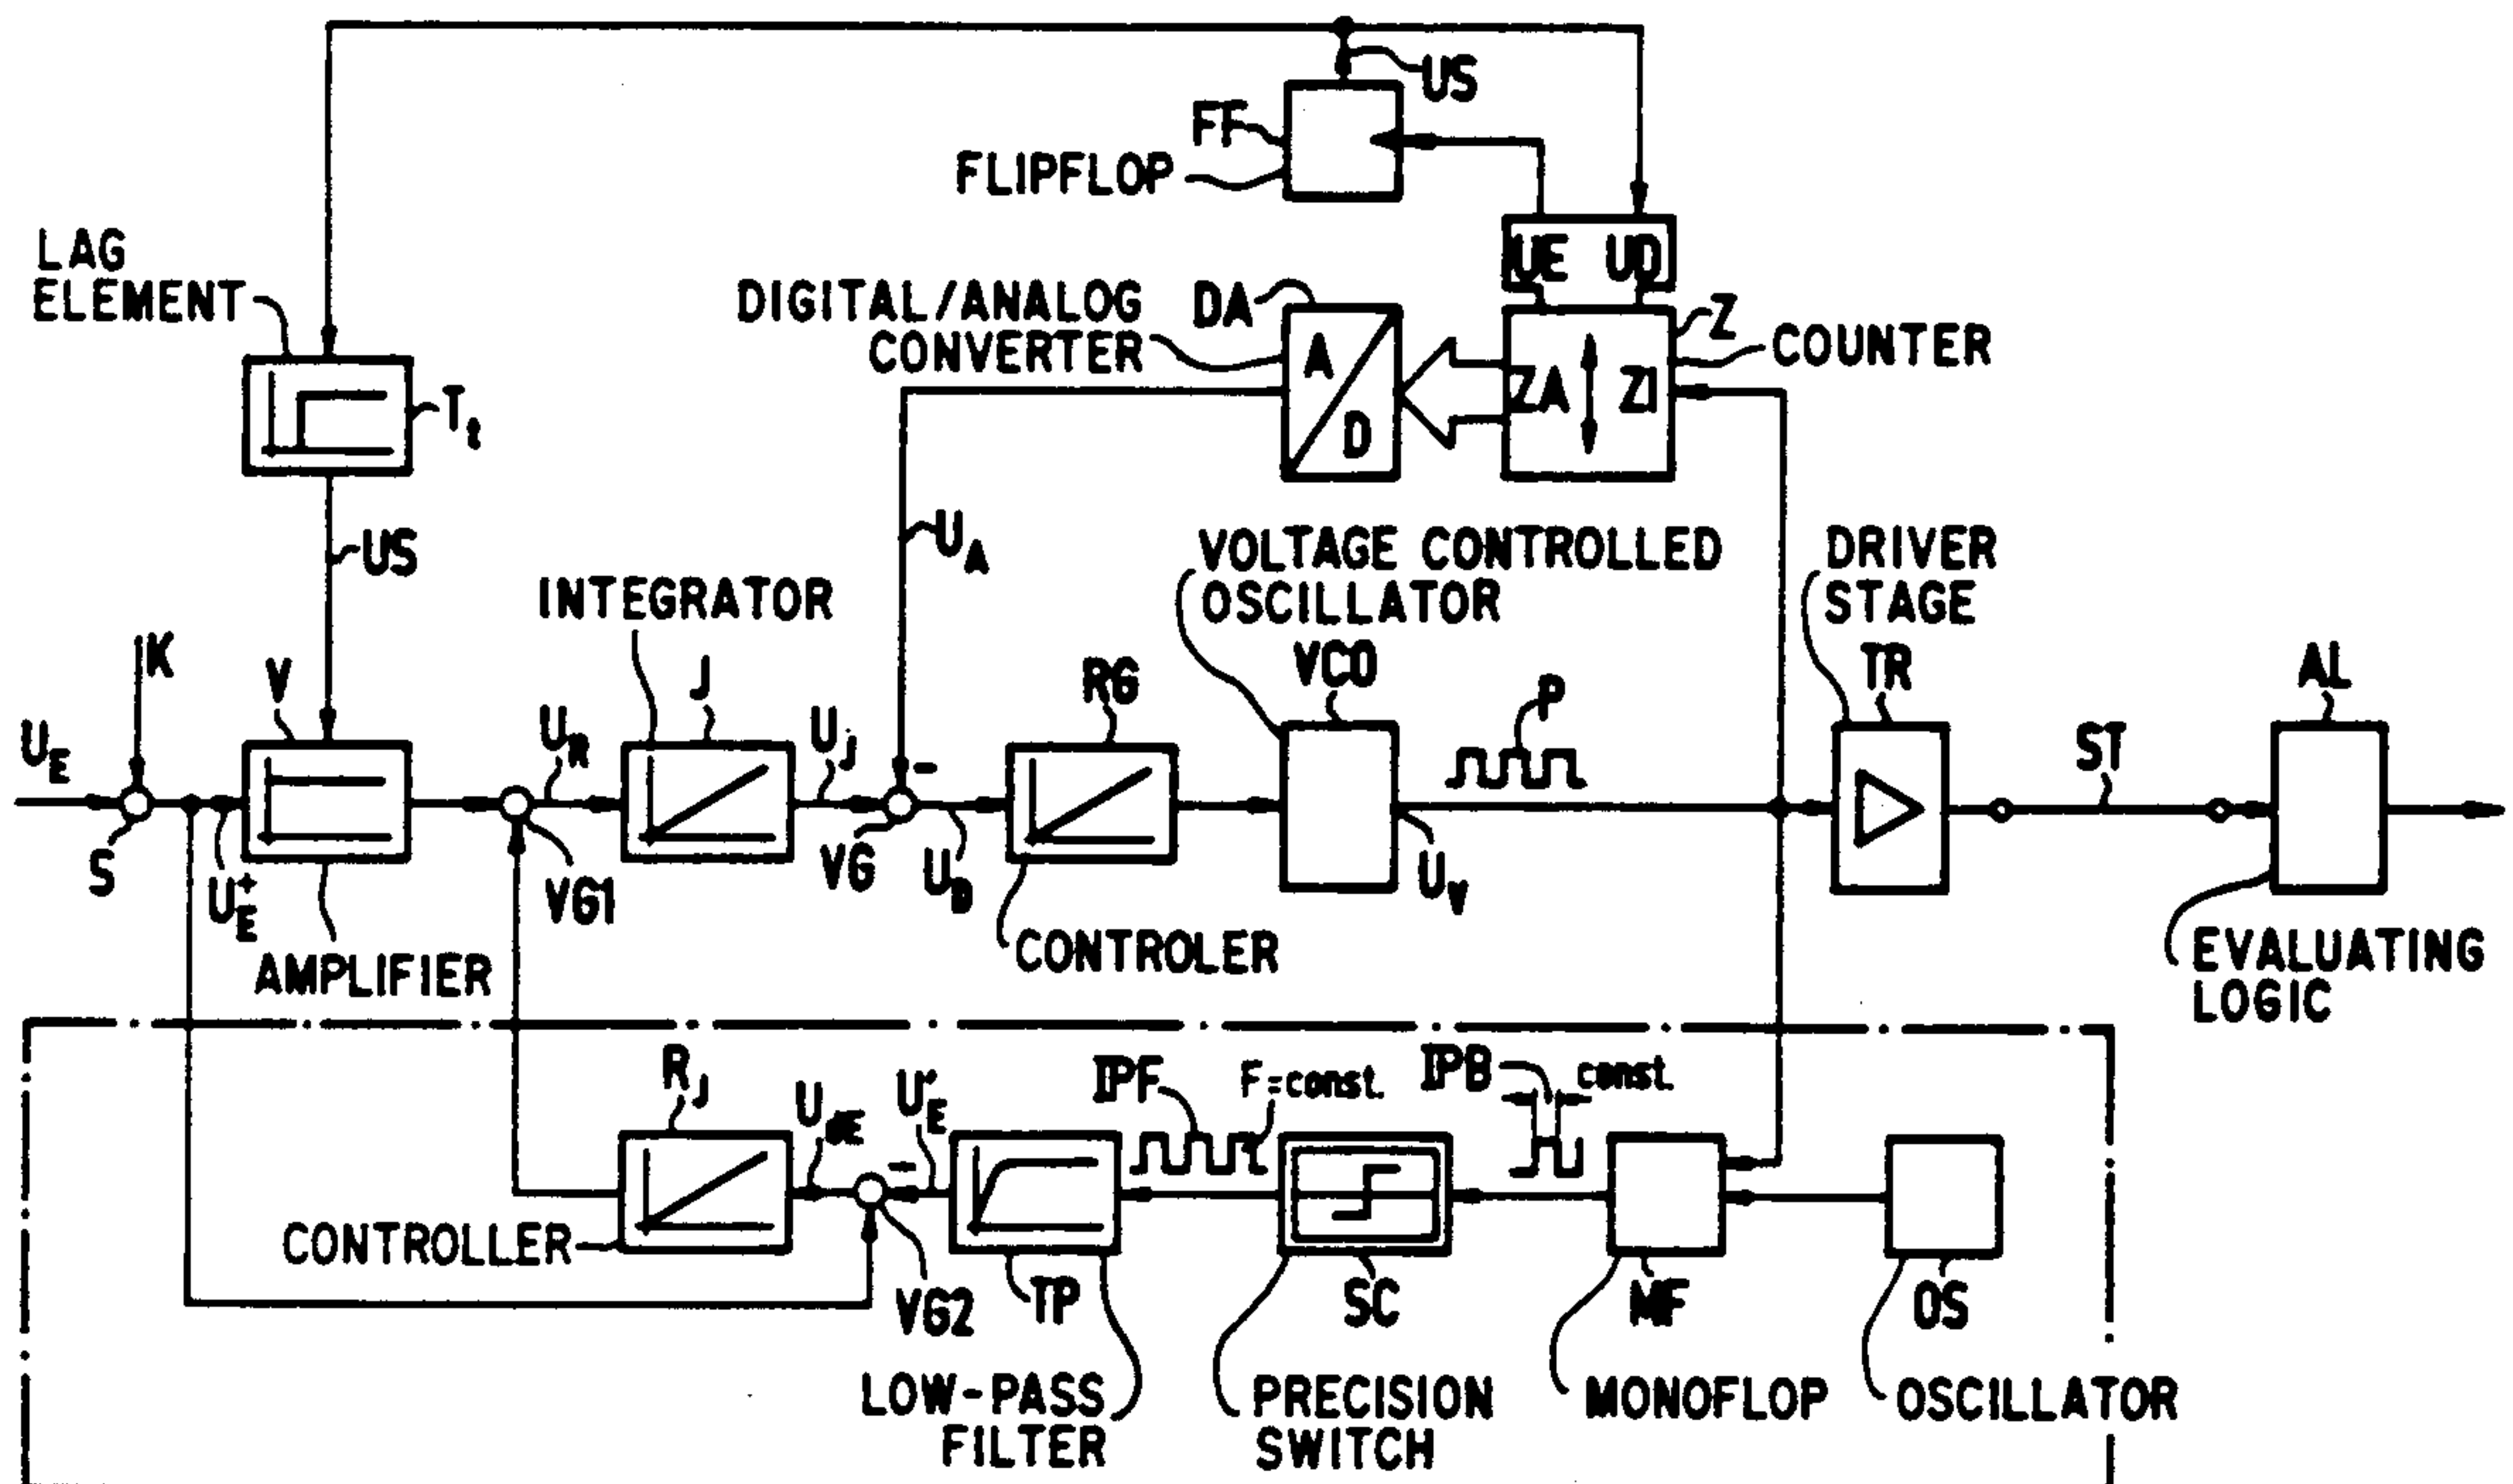 US
FF
FLIPFLOP
LAG
ELEMENT
UE UD
DIGITAL/ANALOG
CONVERTER
DA
Z
COUNTER
A
D
ZA ZI
Tt
US
UA
VOLTAGE CONTROLLED
OSCILLATOR
VCO
DRIVER
STAGE
TR
INTEGRATOR
J
K
V
UE
UR
UJ
-
RG
P
AL
ST
S
U+E
VG1
VG
UD
UV
AMPLIFIER
CONTROLER
EVALUATING
LOGIC
RJ
UE
-
IPF
F=const.
IPB
const.
CONTROLLER
VG2
TP
SC
MF
OS
LOW-PASS
FILTER
PRECISION
SWITCH
MONOFLOP
OSCILLATOR